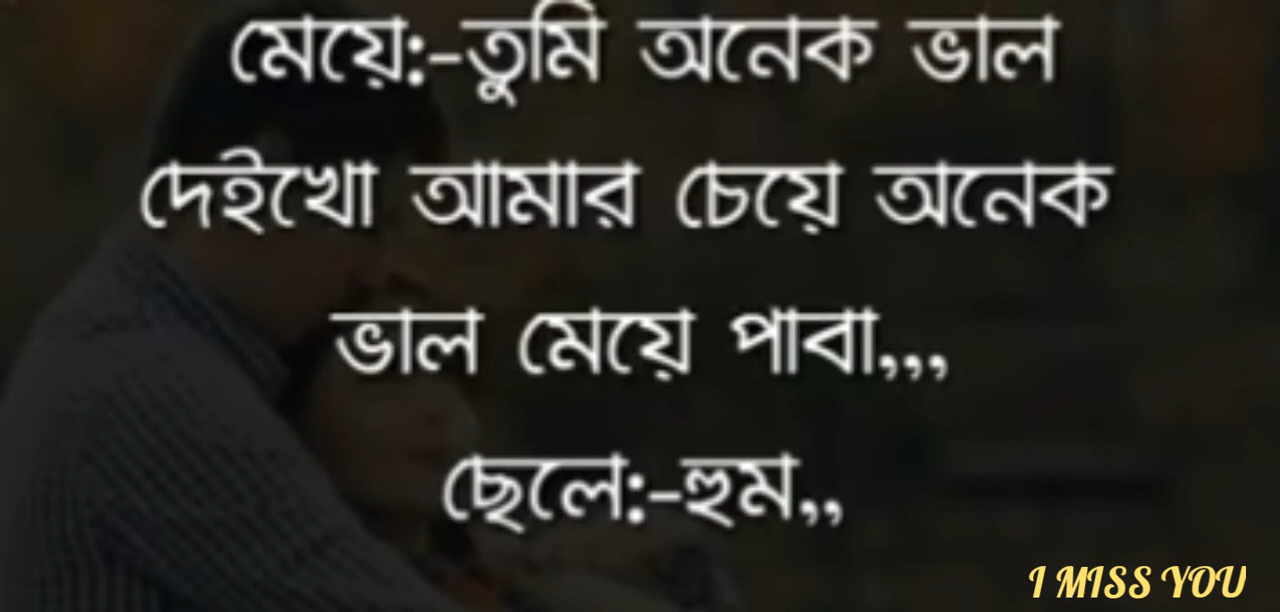 মেয়ে:-তুমি অনেক ভাল
দেইখো আমার চেয়ে অনেক
ভাল মেয়ে পাবা,,,
ছেলে:-হুম,,
I MISS YOU